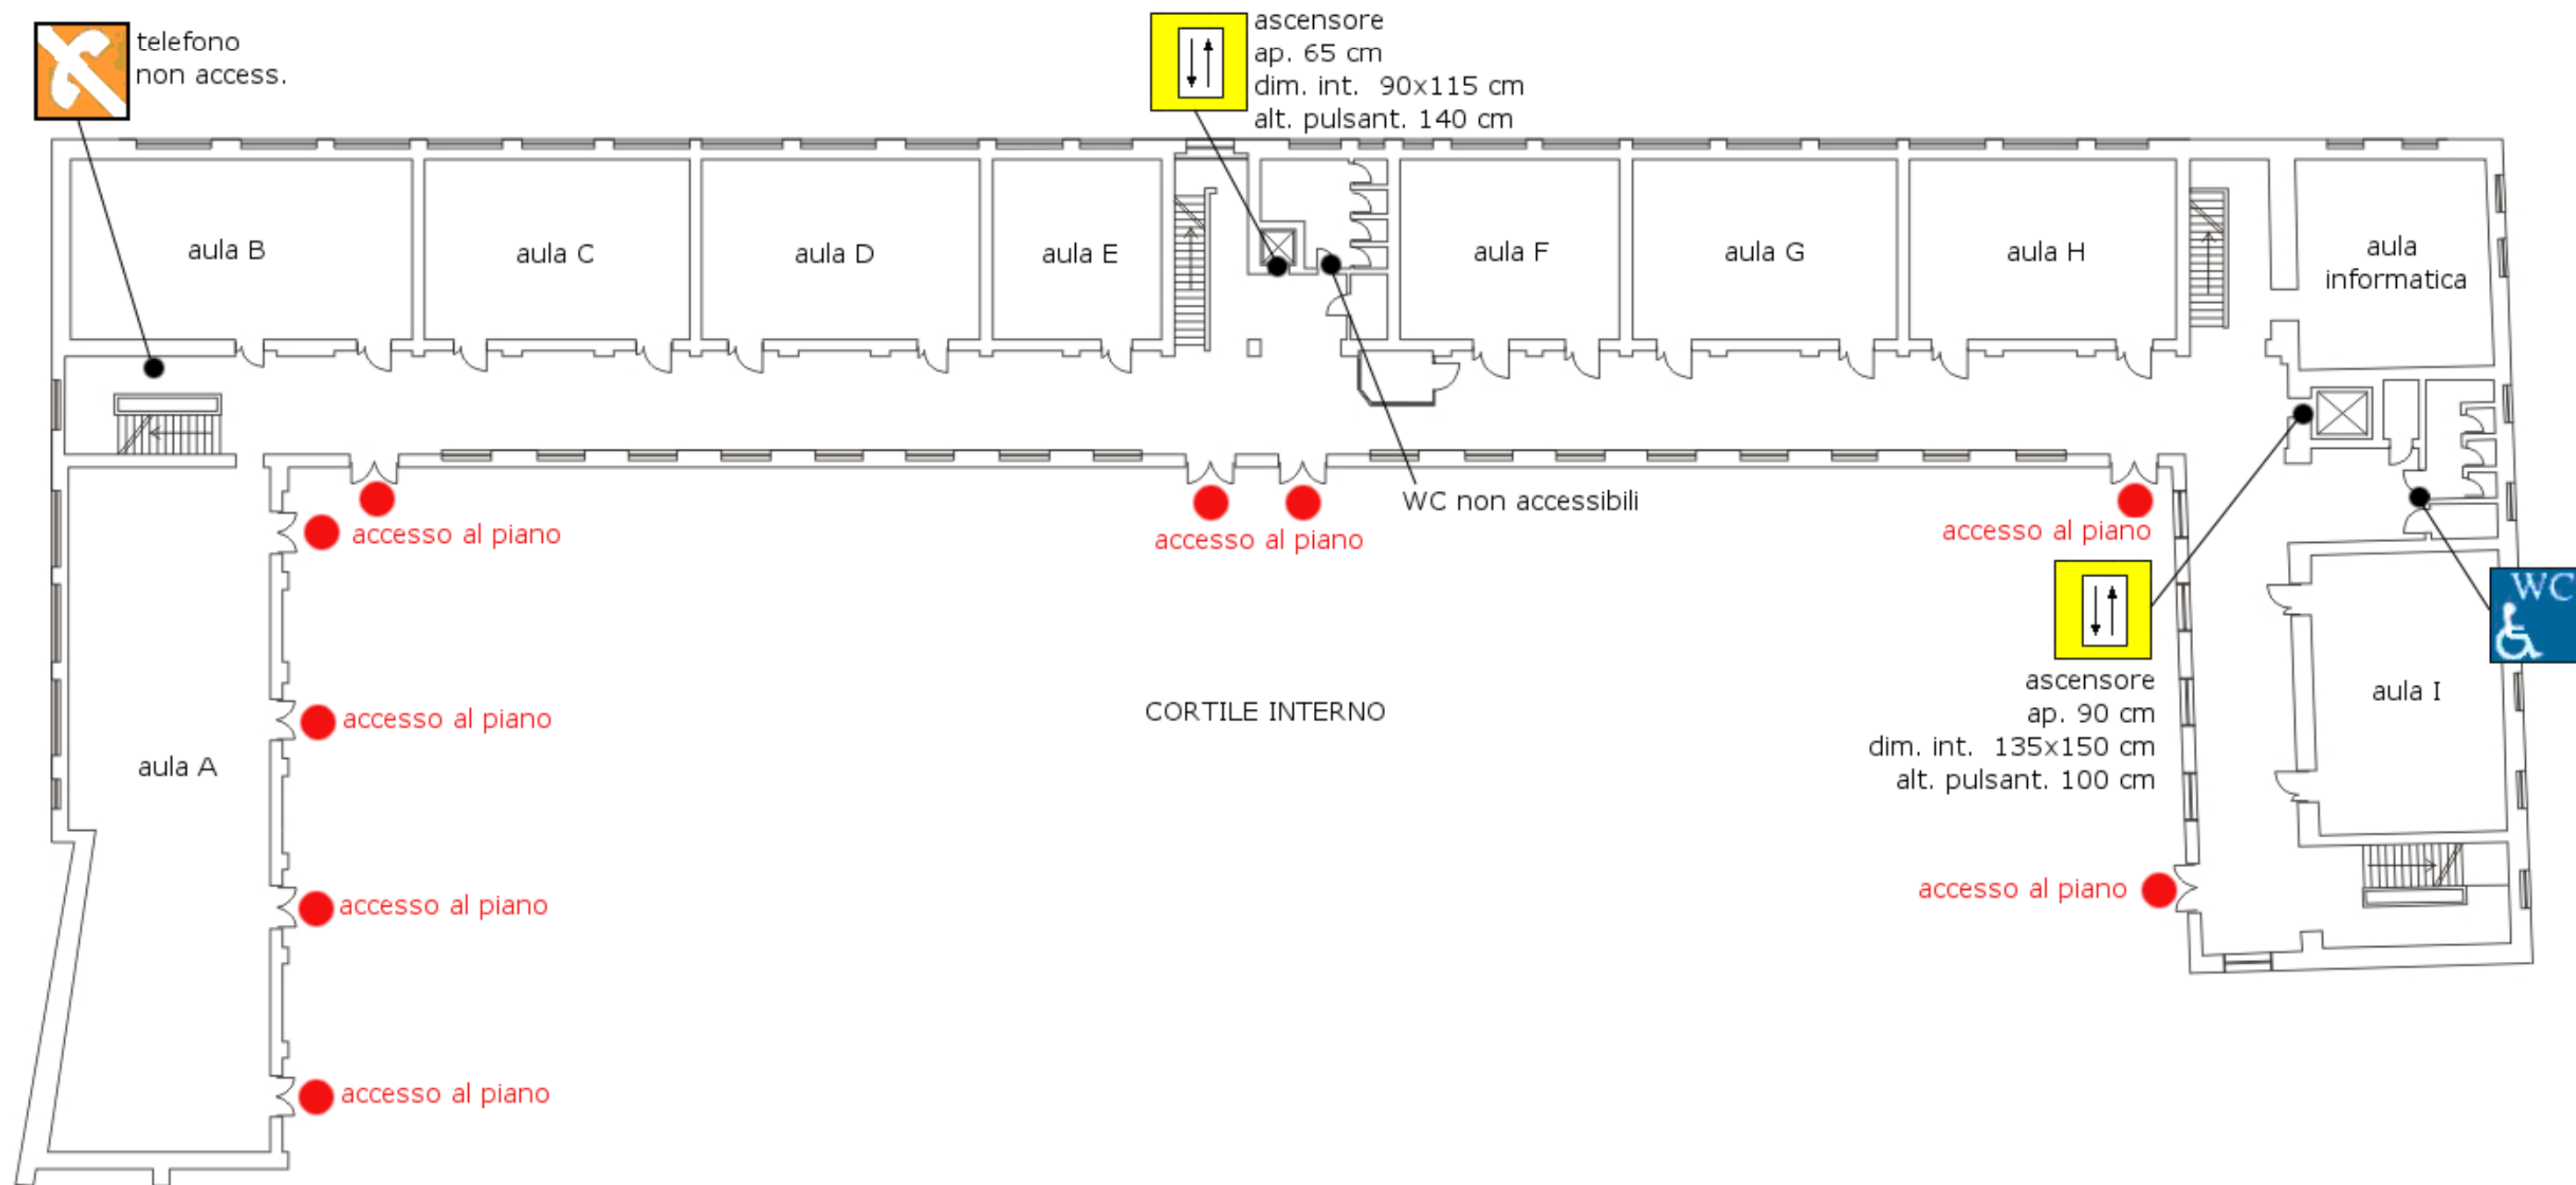 telefono
non access.
ascensore
ap. 65 cm
dim. int. 90x115 cm
alt. pulsant. 140 cm
aula B
aula C
aula D
aula E
aula F
aula G
aula H
aula
informatica
WC non accessibili
accesso al piano
accesso al piano
accesso al piano
WC
ascensore
ap. 90 cm
dim. int. 135x150 cm
alt. pulsant. 100 cm
accesso al piano
CORTILE INTERNO
aula I
aula A
accesso al piano
accesso al piano
accesso al piano